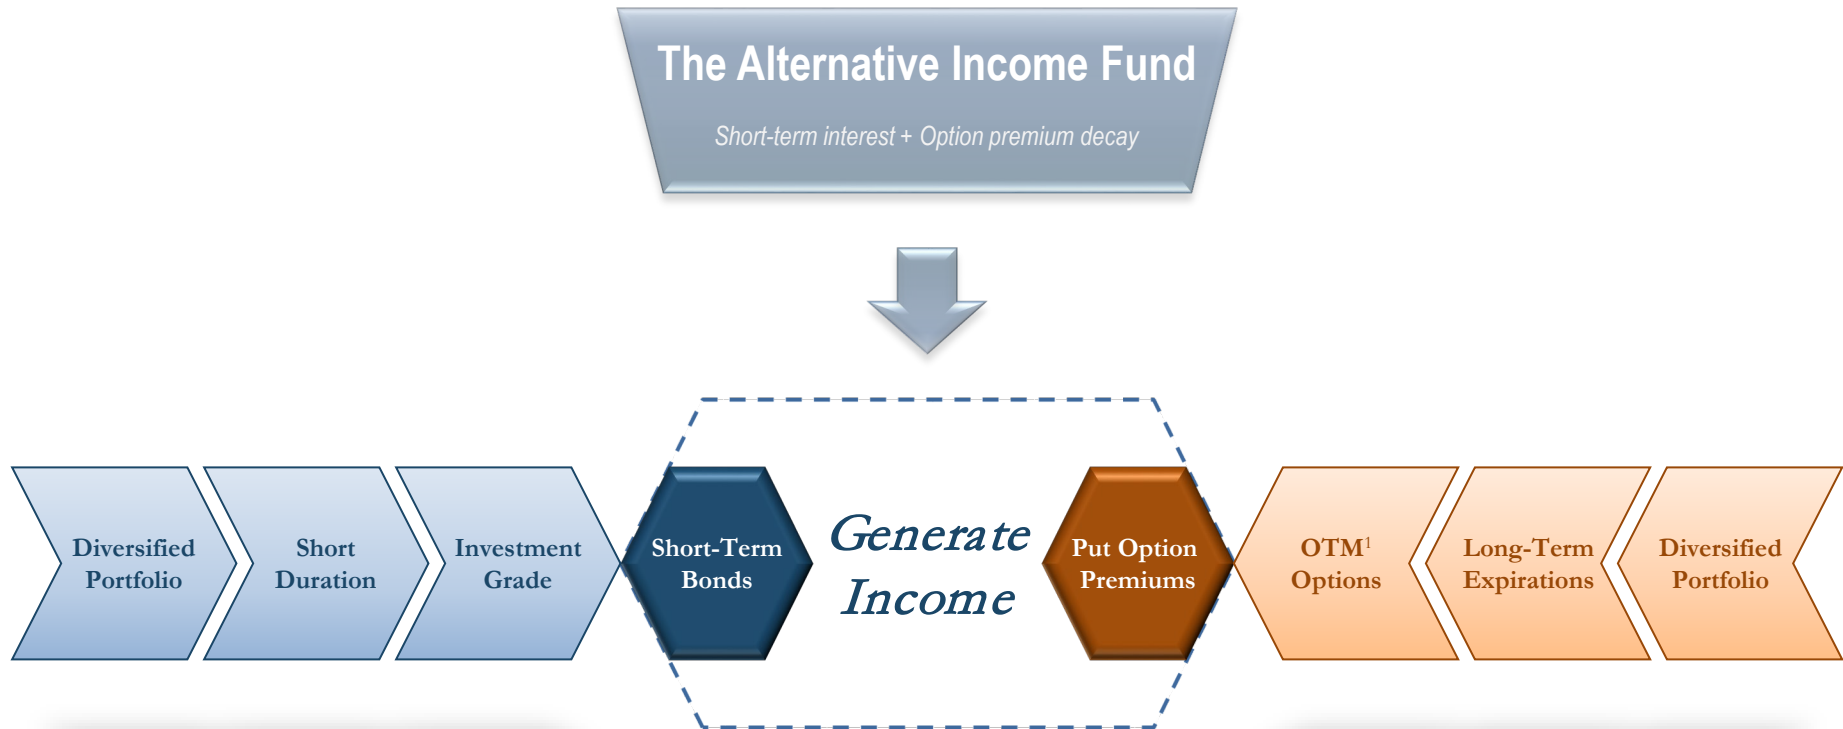 The Alternative Income Fund
Short-term interest + Option premium decay
Diversified
Portfolio
Short
Duration
Investment
Grade
Short-Term
Bonds
Generate
Income
Put Option
Premiums
OTM¹
Options
Long-Term
Expirations
Diversified
Portfolio